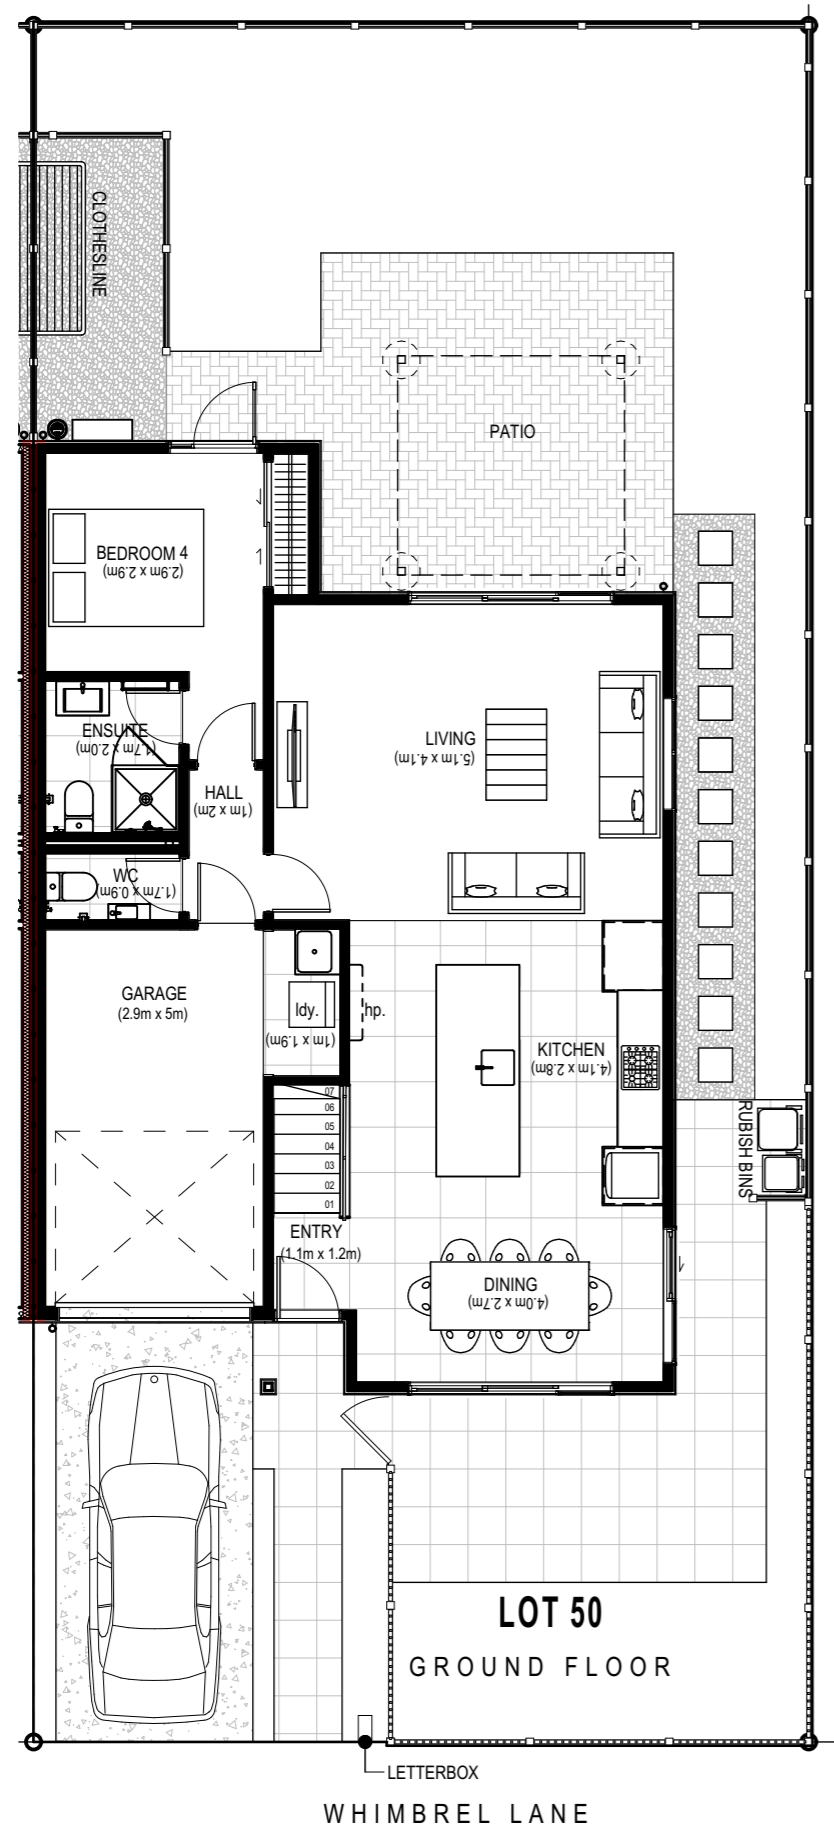 CLOTHESLINE
PATIO
BEDROOM 4
(2.9m x 2.9m)
ENSUITE
(1.7m x 2.0m)
LIVING
(5.1m x 4.1m)
HALL
(1m x 2m)
WC
(1.7m x 0.9m)
GARAGE
(2.9m x 5m)
ldy.
(1m x 1.9m)
hp.
KITCHEN
(4.1m x 2.8m)
07
06
05
04
03
02
01
RUBISH BINS
ENTRY
(1.1m x 1.2m)
DINING
(4.0m x 2.7m)
LOT 50
GROUND FLOOR
LETTERBOX
WHIMBREL LANE